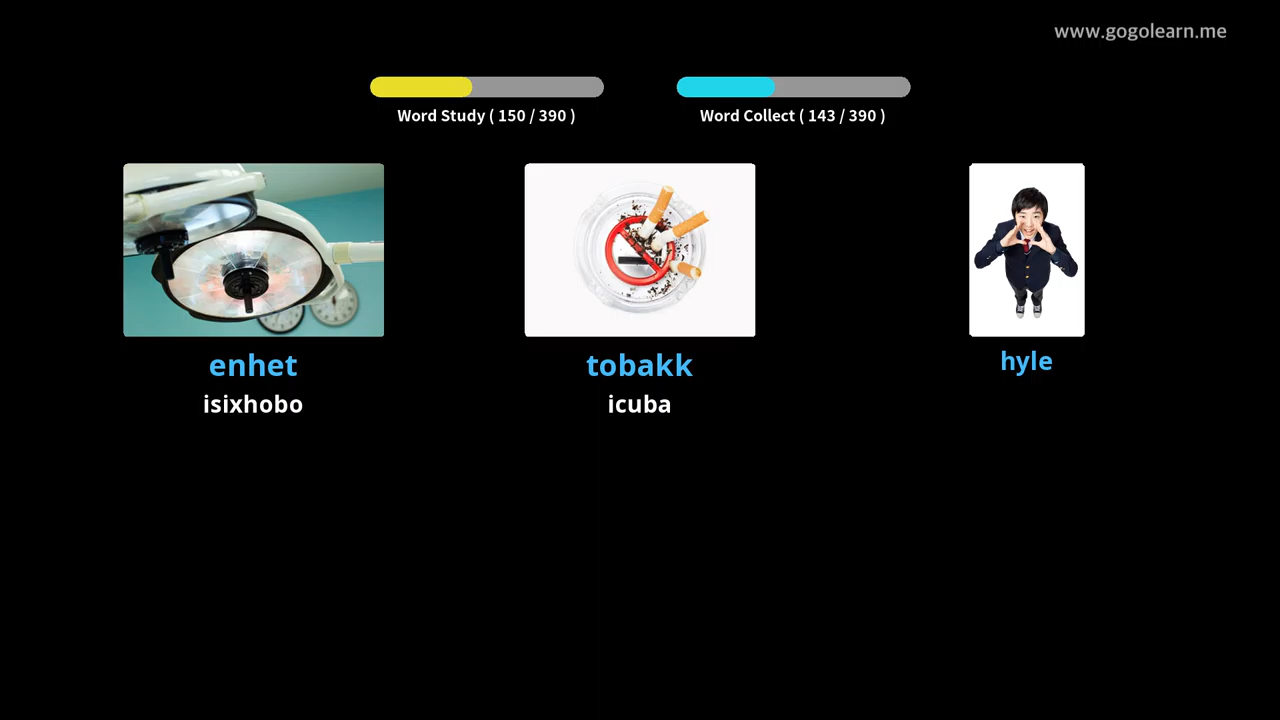 www.gogolearn.me
Word Study ( 150 / 390 )
Word Collect ( 143 / 390 )
enhet
isixhobo
tobakk
icuba
hyle